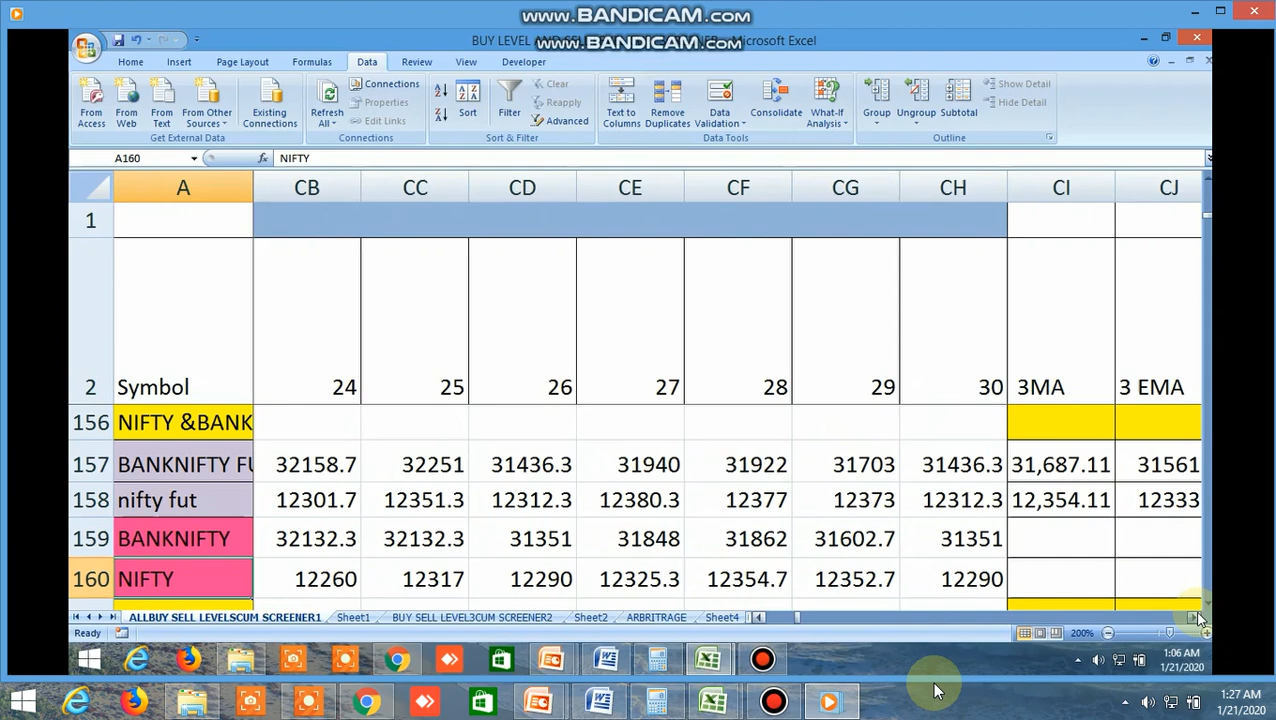 www.BANDICAM.com
BUY LEVEL AND SELL
Microsoft Excel
www.BANDICAM.com
Home Insert Page Layout Formulas Data Review View Developer
From Access From Web From Text From Other Sources Existing Connections Refresh All Connections Properties Edit Links Sort Filter Clear Reapply Advanced Text to Columns Remove Duplicates Data Validation Consolidate What-If Analysis Group Ungroup Subtotal Show Detail Hide Detail
Get External Data Connections Sort & Filter Data Tools Outline
A160 fx NIFTY
A CB CC CD CE CF CG CH CI CJ
1
2 Symbol 24 25 26 27 28 29 30 3MA 3 EMA
156 NIFTY &BANK
157 BANKNIFTY FU 32158.7 32251 31436.3 31940 31922 31703 31436.3 31,687.11 31561
158 nifty fut 12301.7 12351.3 12312.3 12380.3 12377 12373 12312.3 12,354.11 12333
159 BANKNIFTY 32132.3 32132.3 31351 31848 31862 31602.7 31351
160 NIFTY 12260 12317 12290 12325.3 12354.7 12352.7 12290
ALLBUY SELL LEVELSCUM SCREENER1 Sheet1 BUY SELL LEVEL3CUM SCREENER2 Sheet2 ARBRITRAGE Sheet4
Ready 200%
1:06 AM
1/21/2020
1:27 AM
1/21/2020